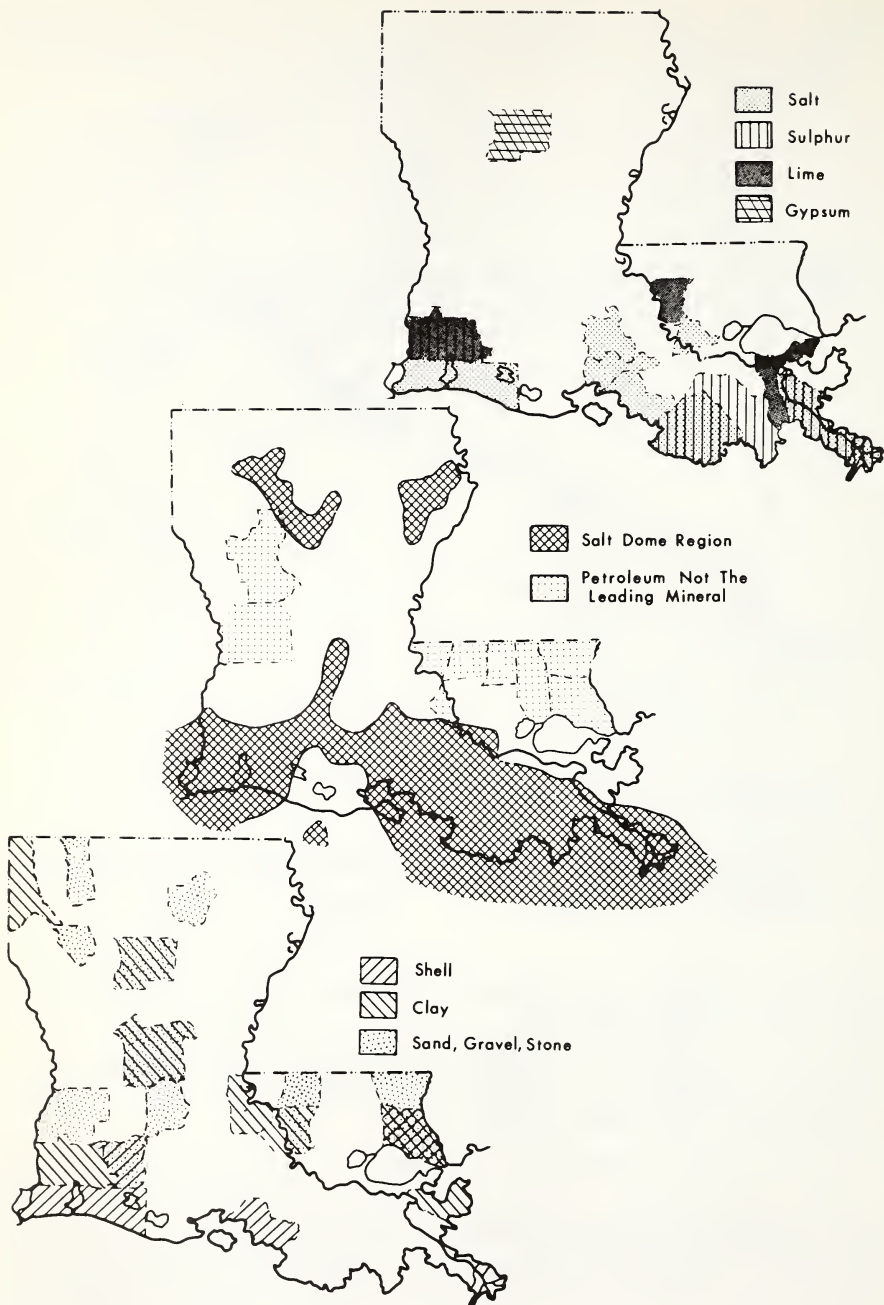 Salt
Sulphur
Lime
Gypsum
Salt Dome Region
Petroleum Not The
Leading Mineral
Shell
Clay
Sand, Gravel, Stone